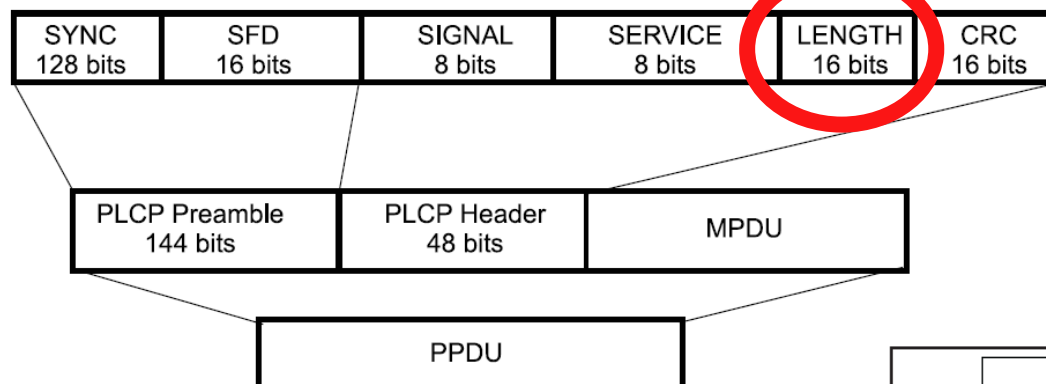 SYNC
128 bits
SFD
16 bits
SIGNAL
8 bits
SERVICE
8 bits
LENGTH
16 bits
CRC
16 bits
PLCP Preamble
144 bits
PLCP Header
48 bits
MPDU
PPDU